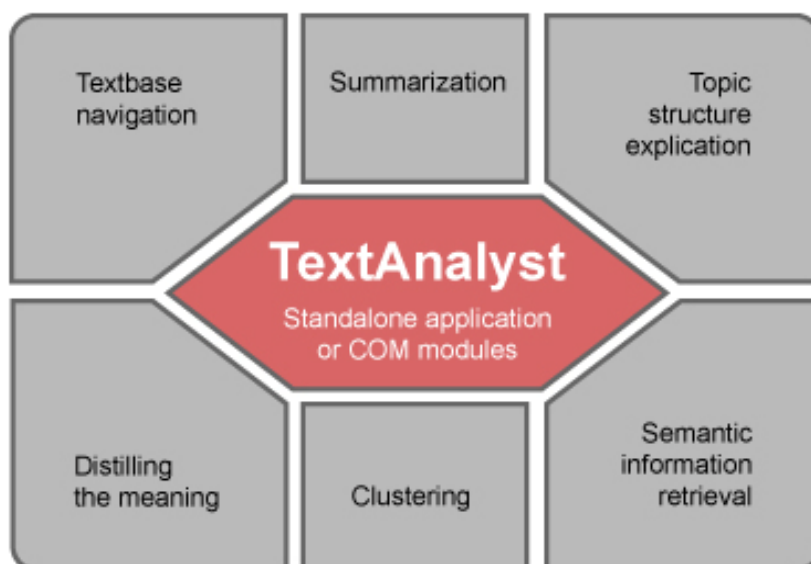 Textbase
navigation
Summarization
Topic
structure
explication
TextAnalyst
Standalone application
or COM modules
Distilling
the meaning
Clustering
Semantic
information
retrieval